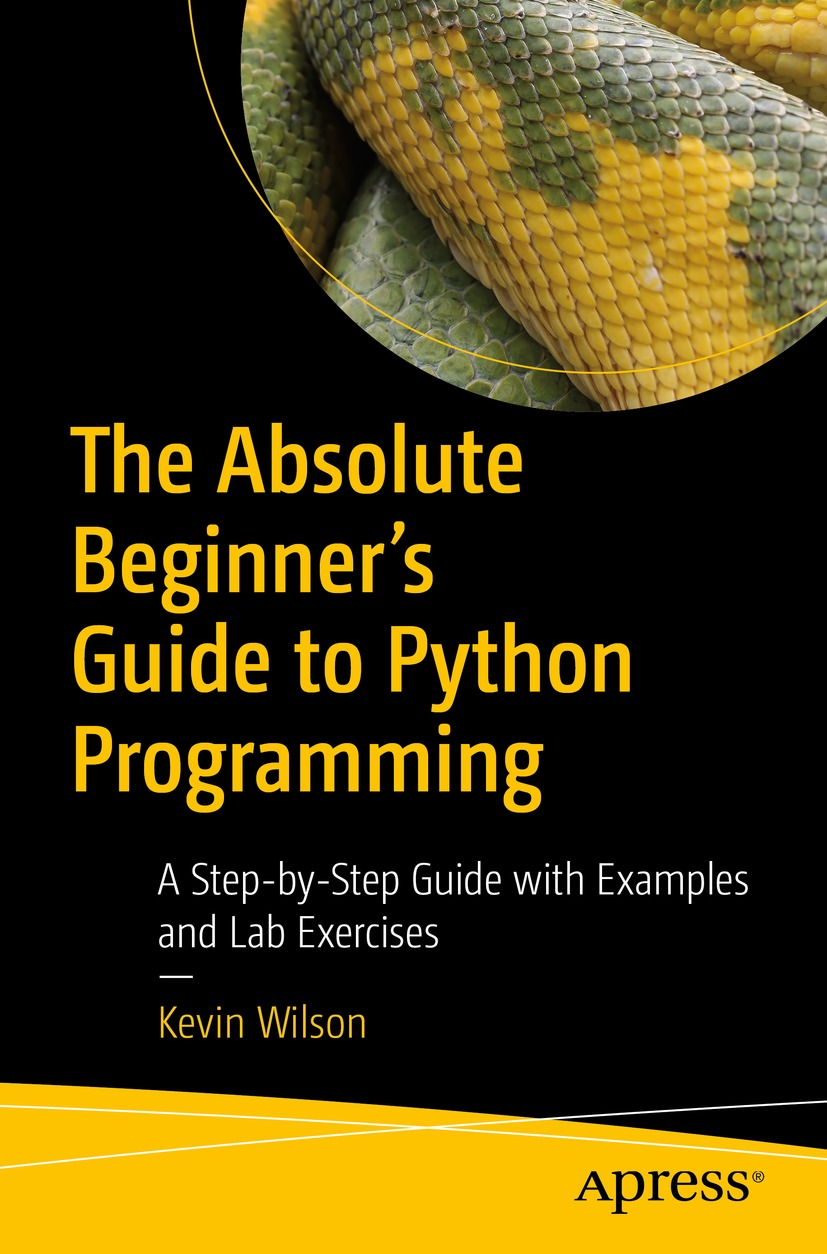 The Absolute
Beginner’s
Guide to Python
Programming
A Step-by-Step Guide with Examples
and Lab Exercises
—
Kevin Wilson
Apress®